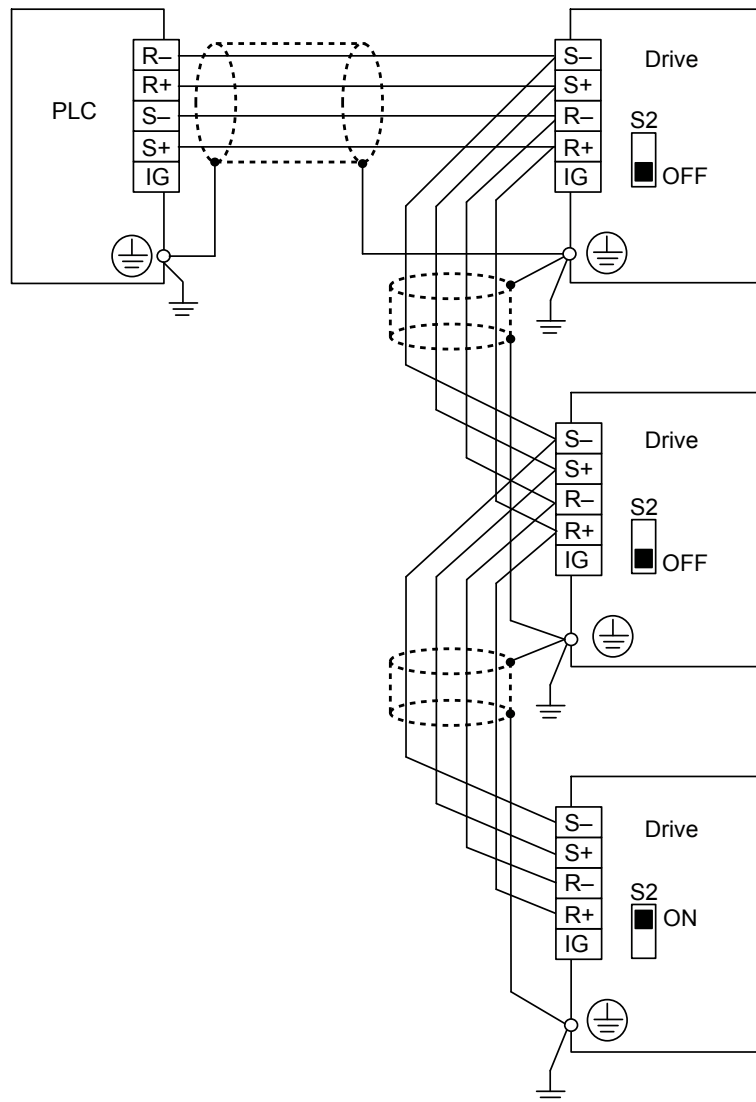 PLC
R–
R+
S–
S+
IG
S–
S+
R–
R+
IG
Drive
S2
OFF
S–
S+
R–
R+
IG
Drive
S2
OFF
S–
S+
R–
R+
IG
Drive
S2
ON